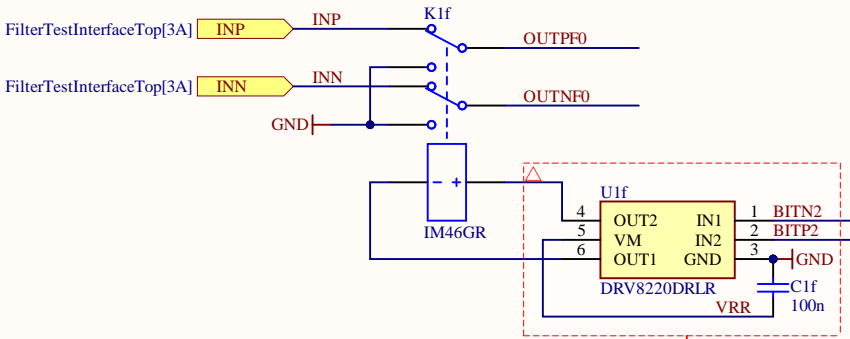 K1f
FilterTestInterfaceTop[3A] INP INP
OUTPF0
FilterTestInterfaceTop[3A] INN INN
OUTNF0
GND
- +
IM46GR
U1f
4 OUT2 IN1 1 BITN2
5 VM IN2 2 BITP2
6 OUT1 GND 3 GND
DRV8220DRLR
C1f
100n
VRR